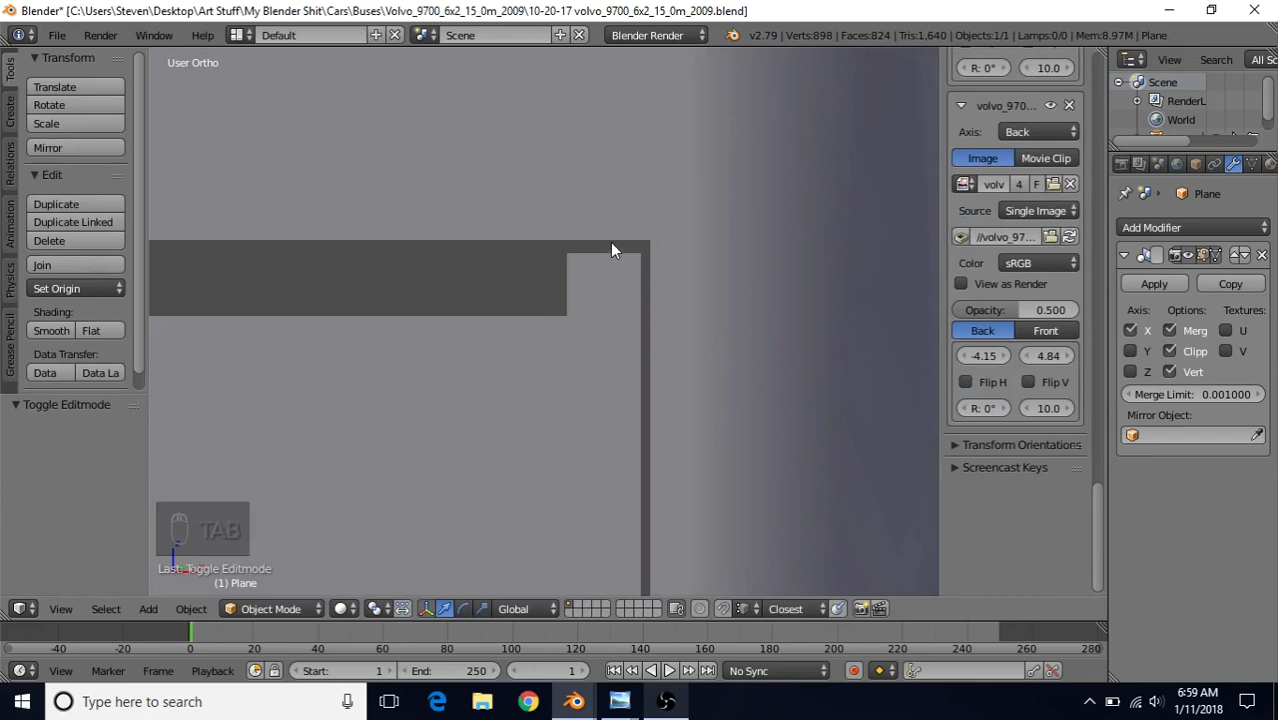 Blender* [C:\Users\Steven\Desktop\Art Stuff\My Blender Shit\Cars\Buses\Volvo_9700_6x2_15_0m_2009\10-20-17 volvo_9700_6x2_15_0m_2009.blend]
File Render Window Help Default Scene Blender Render v2.79 | Verts:898 | Faces:824 | Tris:1,640 | Objects:1/1 | Lamps:0/0 | Mem:8.97M | Plane
User Ortho
Tools
Create
Relations
Animation
Physics
Grease Pencil
Transform
Translate
Rotate
Scale
Mirror
Edit
Duplicate
Duplicate Linked
Delete
Join
Set Origin
Shading:
Smooth Flat
Data Transfer:
Data Data La
Toggle Editmode
TAB
Last: Toggle Editmode
(1) Plane
R: 0° 10.0
volvo_970...
Axis: Back
Image Movie Clip
volv 4 F
Source Single Image
//volvo_97...
Color sRGB
View as Render
Opacity: 0.500
Back Front
-4.15 4.84
Flip H Flip V
R: 0° 10.0
Transform Orientations
Screencast Keys
View Search All Sc
Scene
RenderL
World
Plane
Add Modifier
Apply Copy
Axis: Options: Textures:
X Merg U
Y Clipp V
Z Vert
Merge Limit: 0.001000
Mirror Object:
View Select Add Object Object Mode Global Closest
-40 -20 0 20 40 60 80 100 120 140 160 180 200 220 240 260 280
View Marker Frame Playback Start: 1 End: 250 1 No Sync
Type here to search
6:59 AM
1/11/2018